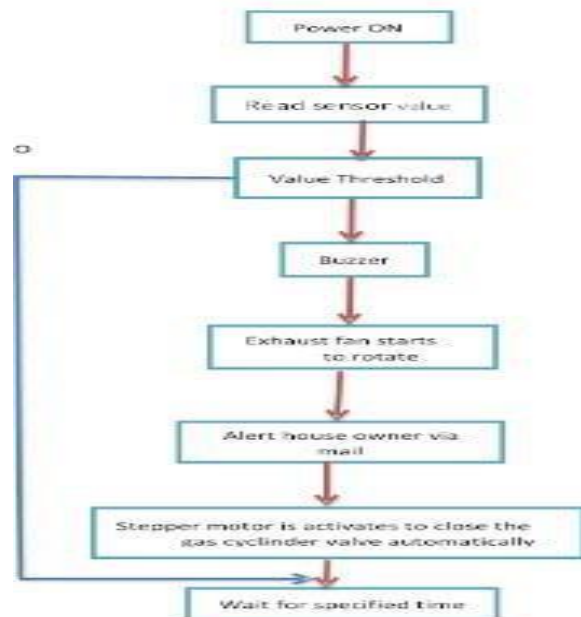 Power ON
Read sensor value
o
Value Threshold
Buzzer
Exhaust fan starts
to rotate
Alert house owner via
mail
Stepper motor is activates to close the
gas cyclinder valve automatically
Wait for specified time